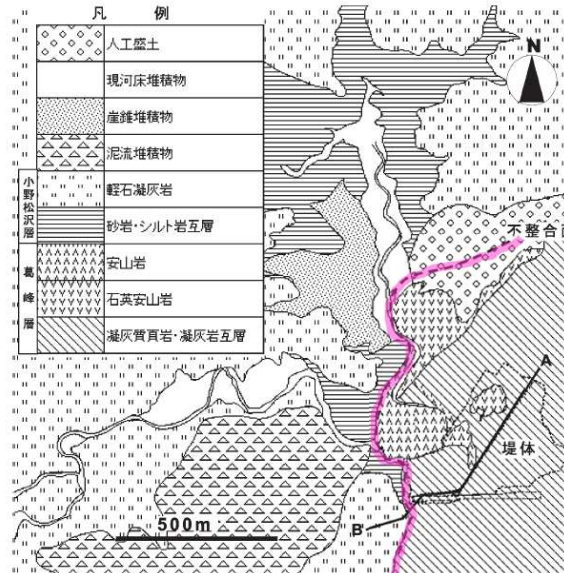 凡 例
人工盛土
現河床堆積物
崖錐堆積物
泥流堆積物
小野松沢層
軽石凝灰岩
砂岩・シルト岩互層
葛峰層
安山岩
石英安山岩
凝灰質頁岩・凝灰岩互層
N
不整合面
A
堤体
B
500m